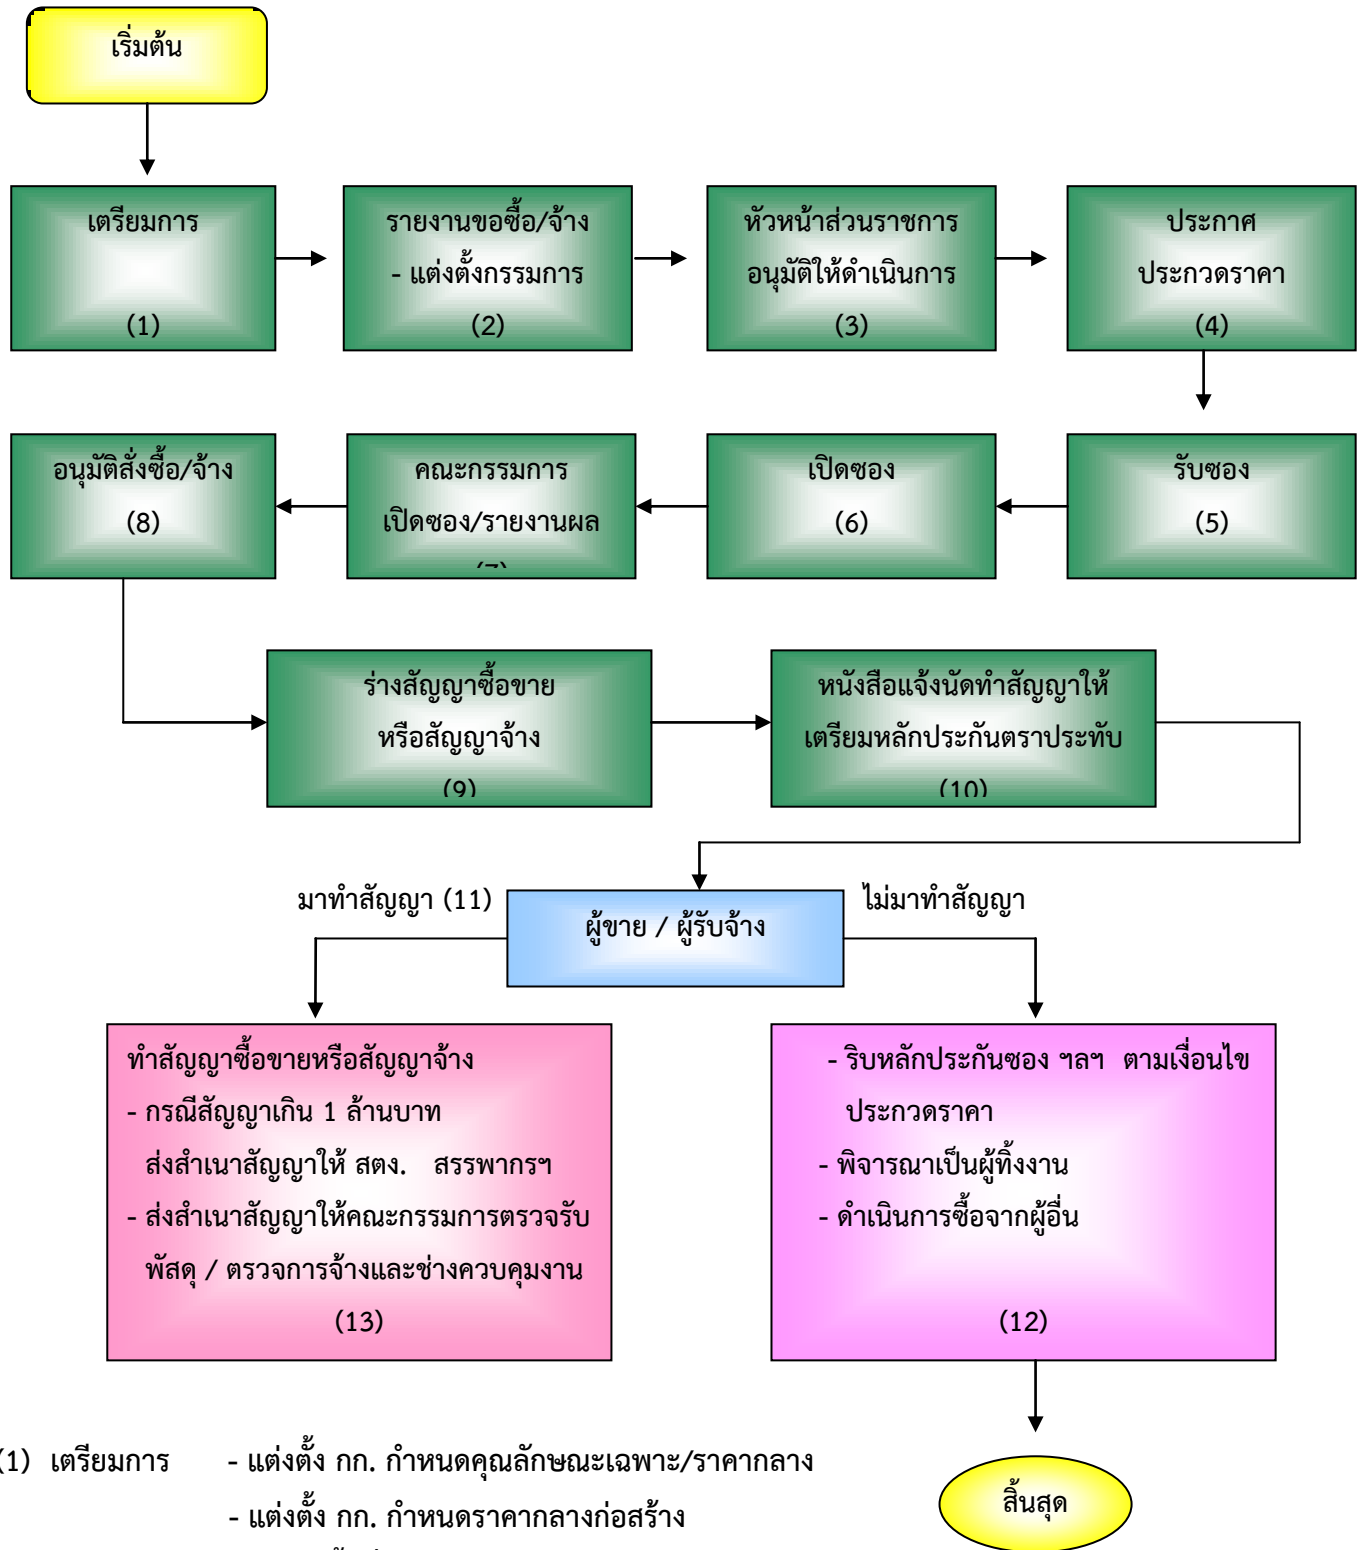 เริ่มต้น
เตรียมการ
(1)
รายงานขอซื้อ/จ้าง
- แต่งตั้งกรรมการ
(2)
หัวหน้าส่วนราชการ
อนุมัติให้ดำเนินการ
(3)
ประกาศ
ประกวดราคา
(4)
อนุมัติสั่งซื้อ/จ้าง
(8)
คณะกรรมการ
เปิดซอง/รายงานผล
(7)
เปิดซอง
(6)
รับซอง
(5)
ร่างสัญญาซื้อขาย
หรือสัญญาจ้าง
(9)
หนังสือแจ้งนัดทำสัญญาให้
เตรียมหลักประกันตราประทับ
(10)
มาทำสัญญา (11)
ผู้ขาย / ผู้รับจ้าง
ไม่มาทำสัญญา
ทำสัญญาซื้อขายหรือสัญญาจ้าง
- กรณีสัญญาเกิน 1 ล้านบาท
ส่งสำเนาสัญญาให้ สตง. สรรพากรฯ
- ส่งสำเนาสัญญาให้คณะกรรมการตรวจรับ
พัสดุ / ตรวจการจ้างและช่างควบคุมงาน
(13)
- ริบหลักประกันซอง ฯลฯ ตามเงื่อนไข
ประกวดราคา
- พิจารณาเป็นผู้ทิ้งงาน
- ดำเนินการซื้อจากผู้อื่น
(12)
(1) เตรียมการ - แต่งตั้ง กก. กำหนดคุณลักษณะเฉพาะ/ราคากลาง
- แต่งตั้ง กก. กำหนดราคากลางก่อสร้าง
สิ้นสุด